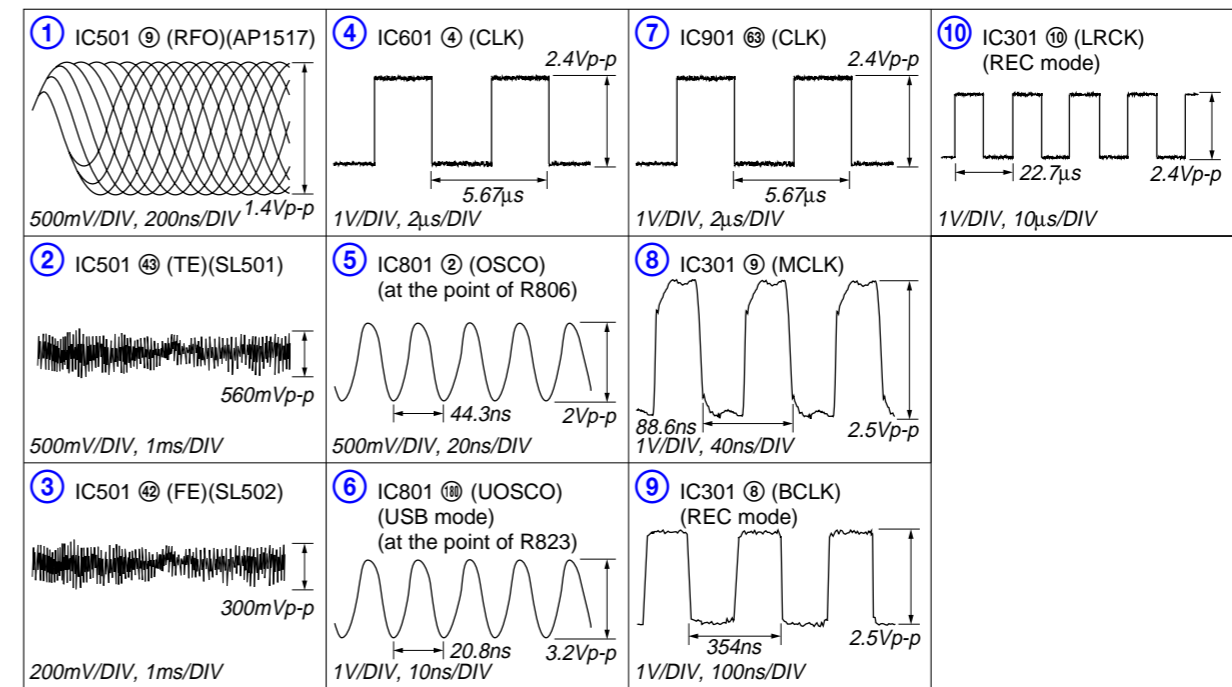 1 IC501 ⑨ (RFO)(AP1517)
1.4Vp-p
500mV/DIV, 200ns/DIV
2 IC501 ㊸ (TE)(SL501)
560mVp-p
500mV/DIV, 1ms/DIV
3 IC501 ㊷ (FE)(SL502)
300mVp-p
200mV/DIV, 1ms/DIV
4 IC601 ④ (CLK)
2.4Vp-p
5.67µs
1V/DIV, 2µs/DIV
5 IC801 ② (OSCO)
(at the point of R806)
44.3ns
2Vp-p
500mV/DIV, 20ns/DIV
6 IC801 180 (UOSCO)
(USB mode)
(at the point of R823)
20.8ns
3.2Vp-p
1V/DIV, 10ns/DIV
7 IC901 63 (CLK)
2.4Vp-p
5.67µs
1V/DIV, 2µs/DIV
8 IC301 ⑨ (MCLK)
88.6ns
2.5Vp-p
1V/DIV, 40ns/DIV
9 IC301 ⑧ (BCLK)
(REC mode)
354ns
2.5Vp-p
1V/DIV, 100ns/DIV
10 IC301 ⑩ (LRCK)
(REC mode)
22.7µs
2.4Vp-p
1V/DIV, 10µs/DIV